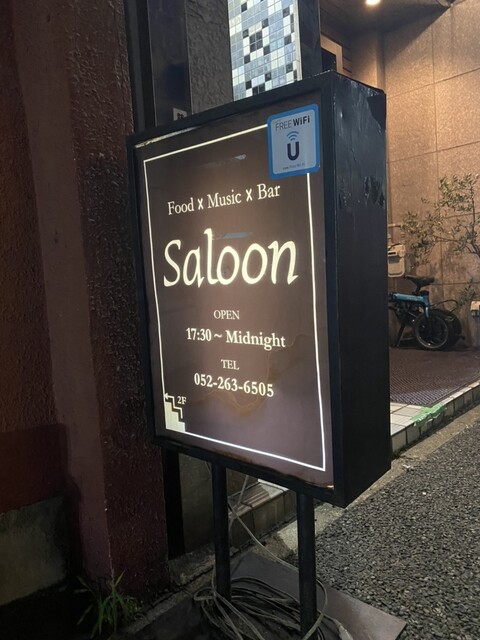 FREE WiFi
U
Food x Music x Bar
Saloon
OPEN
17:30 ~ Midnight
TEL
052-263-6505
2F